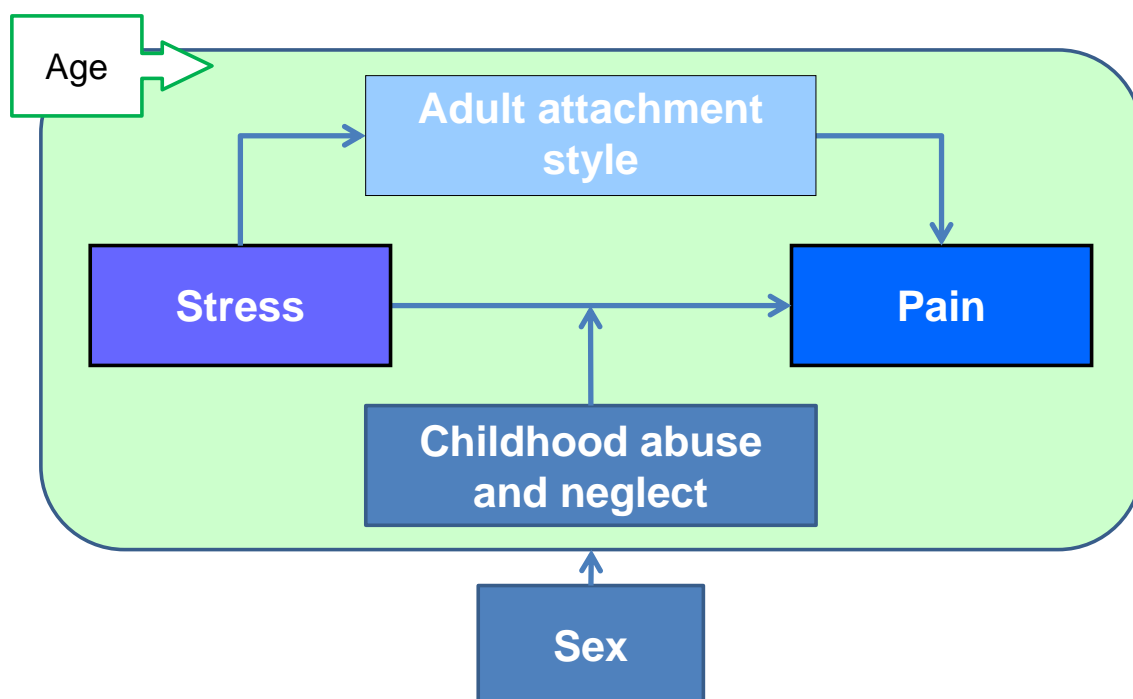 Age
Adult attachment
style
Stress
Pain
Childhood abuse
and neglect
Sex